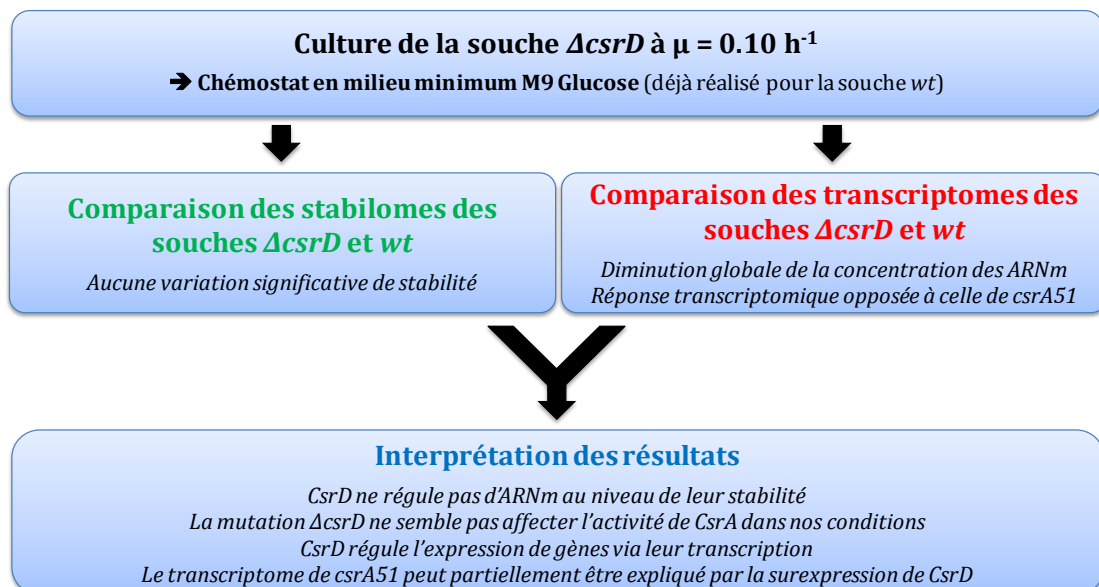 Culture de la souche ΔcsrD à μ = 0.10 h⁻¹
➔ Chémostat en milieu minimum M9 Glucose (déjà réalisé pour la souche wt)
Comparaison des stabilomes des
souches ΔcsrD et wt
Aucune variation significative de stabilité
Comparaison des transcriptomes des
souches ΔcsrD et wt
Diminution globale de la concentration des ARNm
Réponse transcriptomique opposée à celle de csrA51
Interprétation des résultats
CsrD ne régule pas d’ARNm au niveau de leur stabilité
La mutation ΔcsrD ne semble pas affecter l’activité de CsrA dans nos conditions
CsrD régule l’expression de gènes via leur transcription
Le transcriptome de csrA51 peut partiellement être expliqué par la surexpression de CsrD